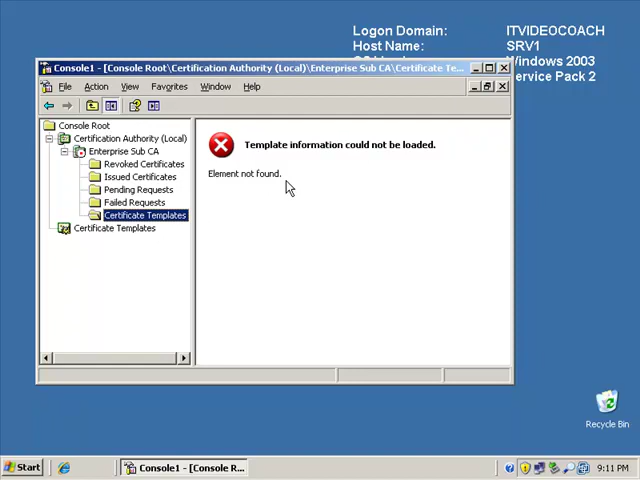 Logon Domain: ITVIDEOCOACH
Host Name: SRV1
Windows 2003
Service Pack 2
Console1 - [Console Root\Certification Authority (Local)\Enterprise Sub CA\Certificate Te...
File Action View Favorites Window Help
Console Root
Certification Authority (Local)
Enterprise Sub CA
Revoked Certificates
Issued Certificates
Pending Requests
Failed Requests
Certificate Templates
Certificate Templates
Template information could not be loaded.
Element not found.
Recycle Bin
Start
Console1 - [Console R...
9:11 PM